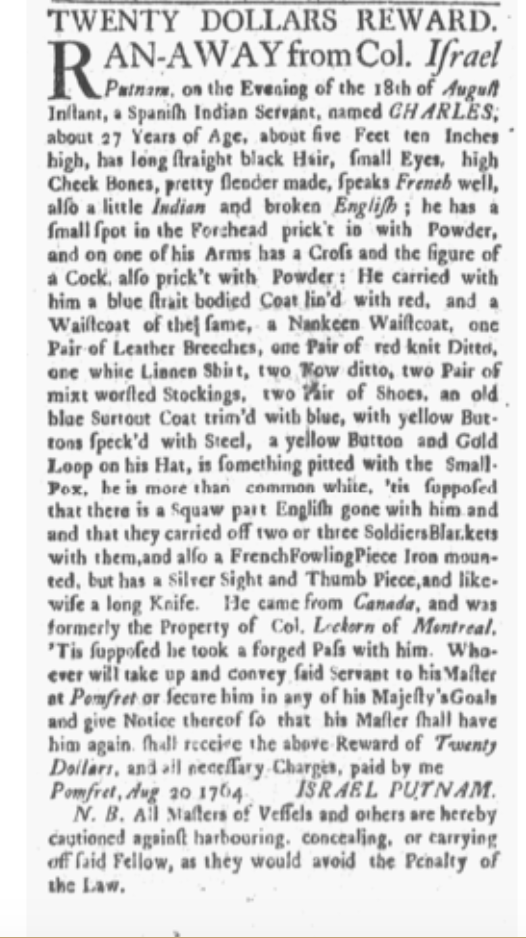 TWENTY DOLLARS REWARD.
RAN-AWAY from Col. Iſrael
Putnam, on the Evening of the 18th of Auguſt
Inſtant, a Spaniſh Indian Servant, named CHARLES,
about 27 Years of Age, about five Feet ten Inches
high, has long ſtraight black Hair, ſmall Eyes, high
Cheek Bones, pretty ſlender made, ſpeaks French well,
alſo a little Indian and broken Engliſh ; he has a
ſmall ſpot in the Forehead prick't in with Powder,
and on one of his Arms has a Croſs and the figure of
a Cock, alſo prick't with Powder : He carried with
him a blue ſtrait bodied Coat lin'd with red, and a
Waiſtcoat of the ſame, a Nankeen Waiſtcoat, one
Pair of Leather Breeches, one Pair of red knit Ditto,
one white Linnen Shirt, two Tow ditto, two Pair of
mixt worſted Stockings, two Pair of Shoes, an old
blue Surtout Coat trim'd with blue, with yellow But-
tons ſpeck'd with Steel, a yellow Button and Gold
Loop on his Hat, is ſomething pitted with the Small-
Pox, he is more than common white, 'tis ſuppoſed
that there is a Squaw part Engliſh gone with him and
and that they carried off two or three Soldiers Blankets
with them, and alſo a French Fowling Piece Iron moun-
ted, but has a Silver Sight and Thumb Piece, and like-
wiſe a long Knife. He came from Canada, and was
formerly the Property of Col. Leckorn of Montreal.
'Tis ſuppoſed he took a forged Paſs with him. Who-
ever will take up and convey ſaid Servant to his Maſter
at Pomfret or ſecure him in any of his Majeſty's Goals
and give Notice thereof ſo that his Maſter ſhall have
him again, ſhall receive the above Reward of Twenty
Dollars, and all neceſſary Charges, paid by me
Pomfret, Aug 20 1764. ISRAEL PUTNAM.
N. B. All Maſters of Veſſels and others are hereby
cautioned againſt harbouring, concealing, or carrying
off ſaid Fellow, as they would avoid the Penalty of
the Law.